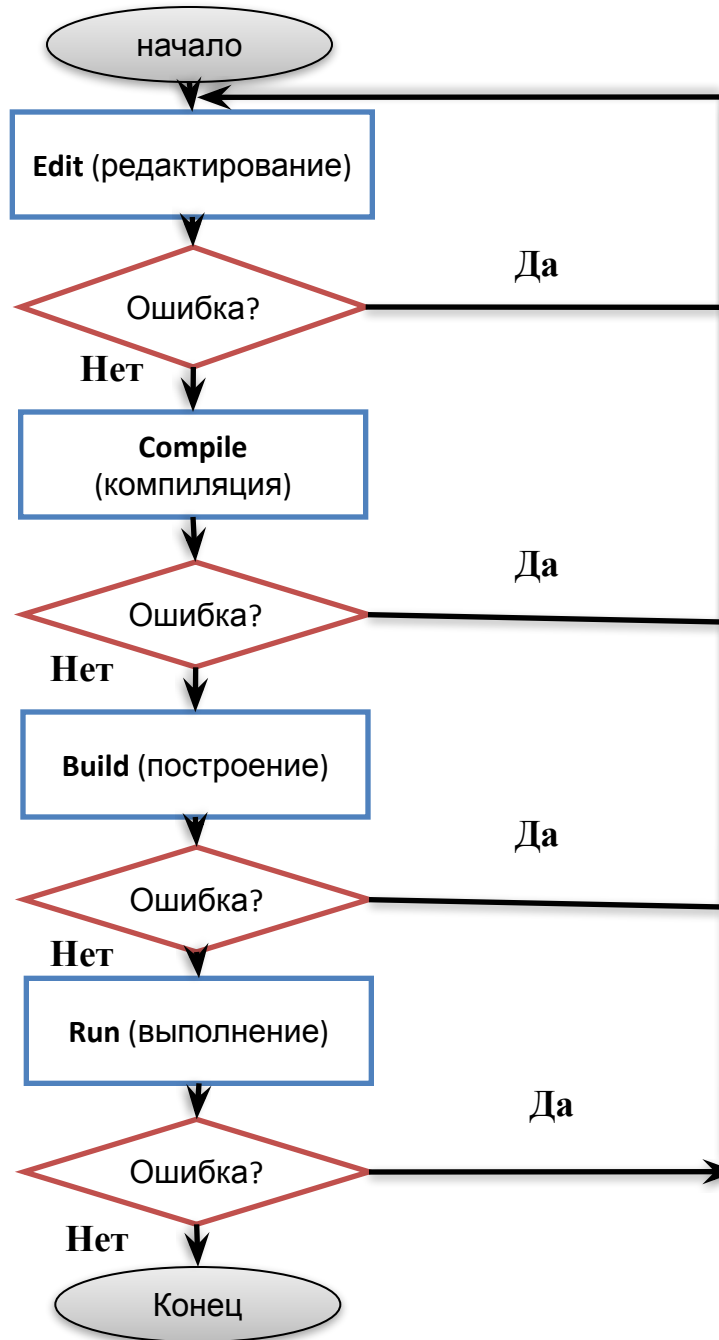 начало
Edit (редактирование)
Да
Ошибка?
Нет
Compile
(компиляция)
Да
Ошибка?
Нет
Build (построение)
Да
Ошибка?
Нет
Run (выполнение)
Да
Ошибка?
Нет
Конец